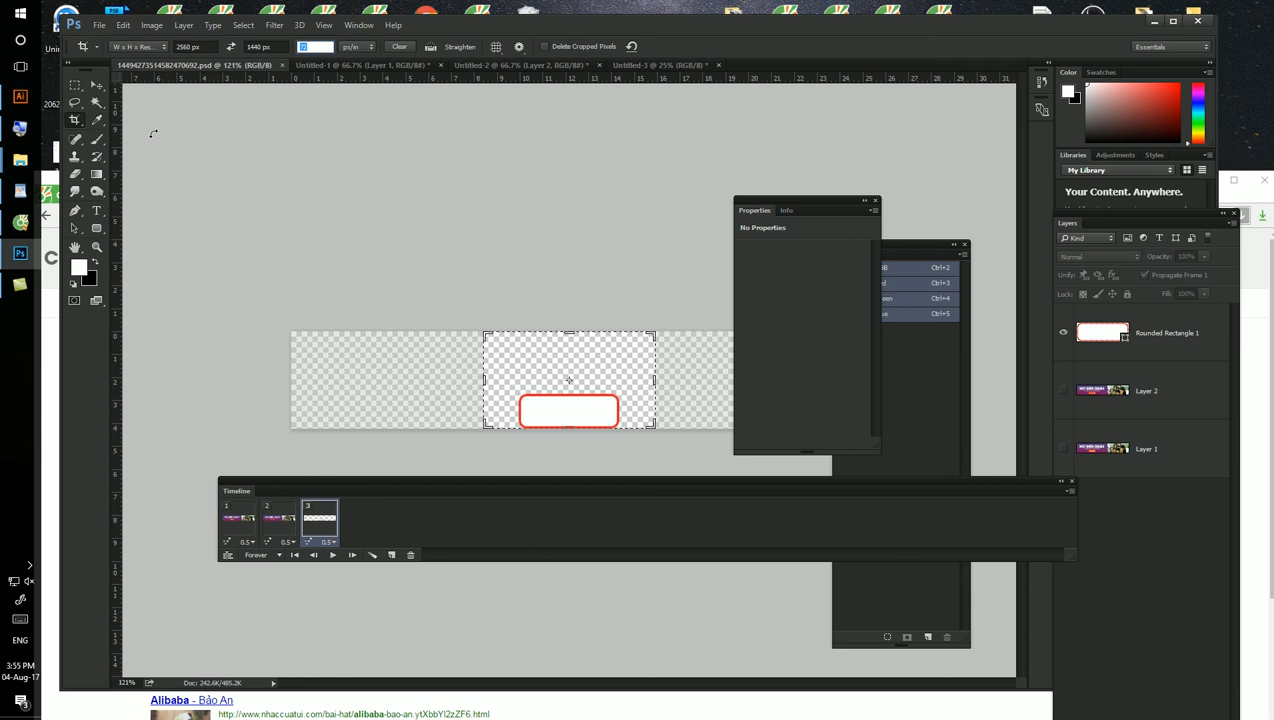 Ps File Edit Image Layer Type Select Filter 3D View Window Help
W x H x Res... 2560 px 1440 px 72 px/in Clear Straighten Delete Cropped Pixels Essentials
14494273514582470692.psd @ 121% (RGB/8) × Untitled-1 @ 66.7% (Layer 1, RGB/8#) * × Untitled-2 @ 66.7% (Layer 2, RGB/8#) * × Untitled-3 @ 25% (RGB/8) * ×
Color Swatches
Libraries Adjustments Styles
My Library
Your Content. Anywhere.
Properties Info
No Properties
Ctrl+2
Ctrl+3
Ctrl+4
Ctrl+5
Layers
Kind
Normal Opacity: 100%
Unify: Propagate Frame 1
Lock: Fill: 100%
Rounded Rectangle 1
Layer 2
Layer 1
Timeline
1 2 3
0.5 0.5 0.5
Forever
121% Doc: 242.6K/485.2K
ENG
3:55 PM
04-Aug-17
Alibaba - Bảo An
http://www.nhaccuatui.com/bai-hat/alibaba-bao-an.ytXbbYI2zZF6.html